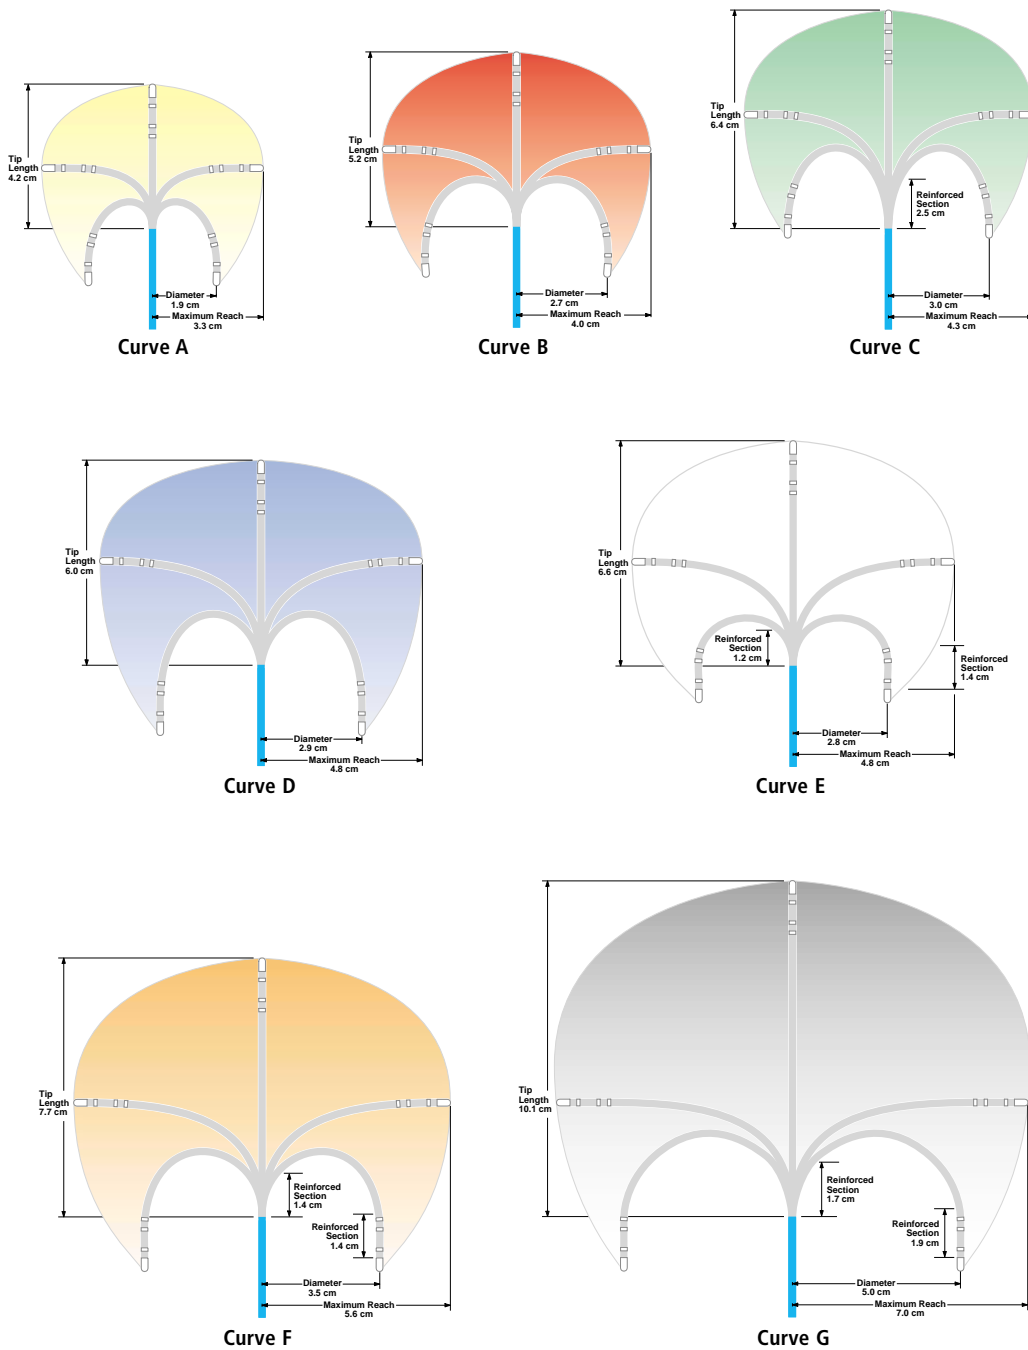 Tip
Length
4.2 cm
Diameter
1.9 cm
Maximum Reach
3.3 cm
Curve A
Tip
Length
5.2 cm
Diameter
2.7 cm
Maximum Reach
4.0 cm
Curve B
Tip
Length
6.4 cm
Reinforced
Section
2.5 cm
Diameter
3.0 cm
Maximum Reach
4.3 cm
Curve C
Tip
Length
6.0 cm
Diameter
2.9 cm
Maximum Reach
4.8 cm
Curve D
Tip
Length
6.6 cm
Reinforced
Section
1.2 cm
Reinforced
Section
1.4 cm
Diameter
2.8 cm
Maximum Reach
4.8 cm
Curve E
Tip
Length
7.7 cm
Reinforced
Section
1.4 cm
Reinforced
Section
1.4 cm
Diameter
3.5 cm
Maximum Reach
5.6 cm
Curve F
Tip
Length
10.1 cm
Reinforced
Section
1.7 cm
Reinforced
Section
1.9 cm
Diameter
5.0 cm
Maximum Reach
7.0 cm
Curve G